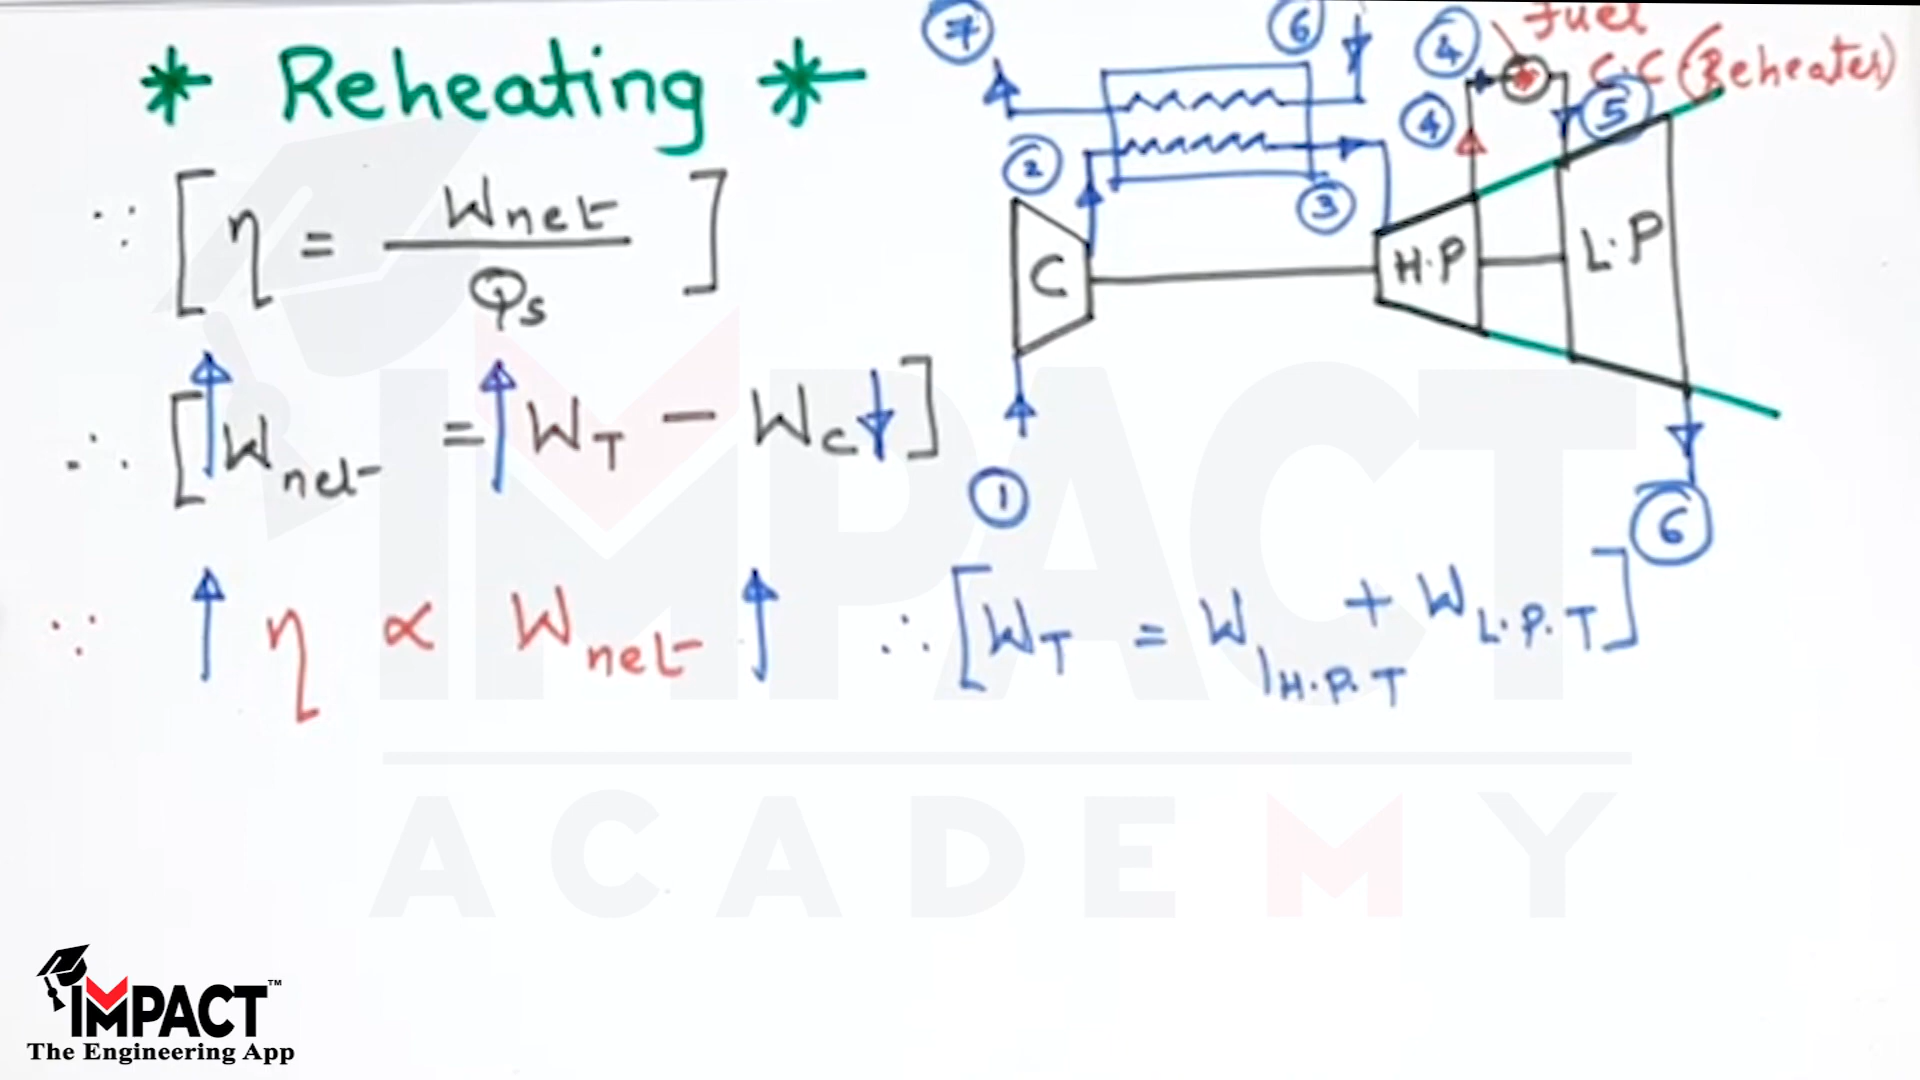 * Reheating *
∵ [η = Wnet / Qs]
∴ [↑Wnet = ↑WT - Wc↓]
∵ ↑ η ∝ Wnet ↑
∴ [WT = WH.P.T + WL.P.T]
7
6
4
Fuel
C.C (Reheater)
5
4
2
3
C
H.P
L.P
1
6
IMPACT
ACADEMY
IMPACT™
The Engineering App